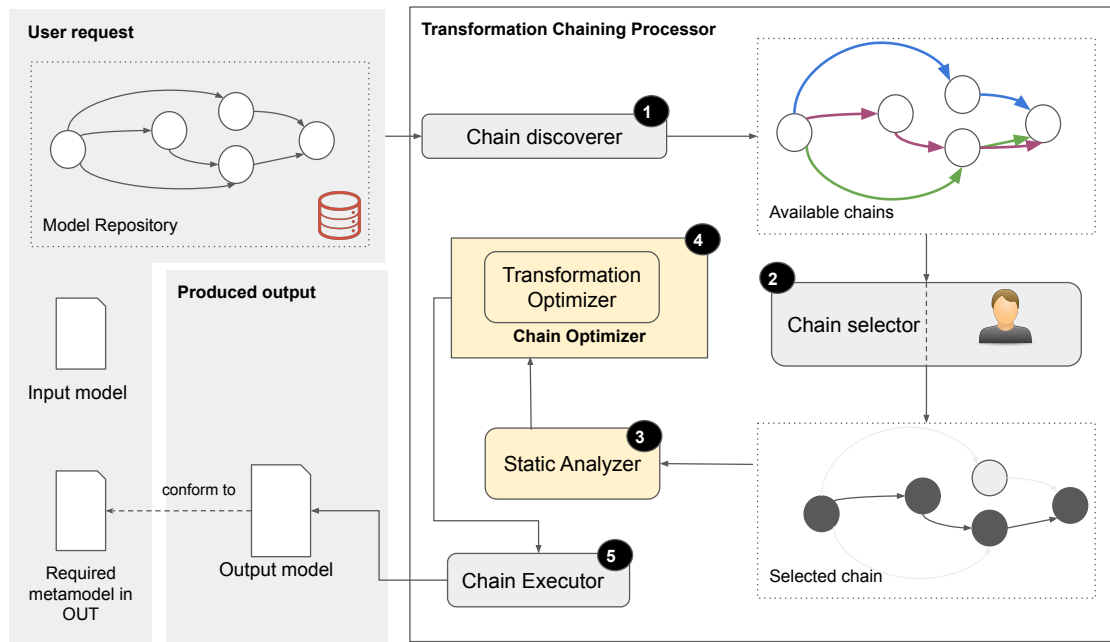 User request
Model Repository
Input model
Required
metamodel in
OUT
Produced output
conform to
Output model
Transformation Chaining Processor
1
Chain discoverer
Available chains
2
Chain selector
Selected chain
3
Static Analyzer
4
Transformation
Optimizer
Chain Optimizer
5
Chain Executor